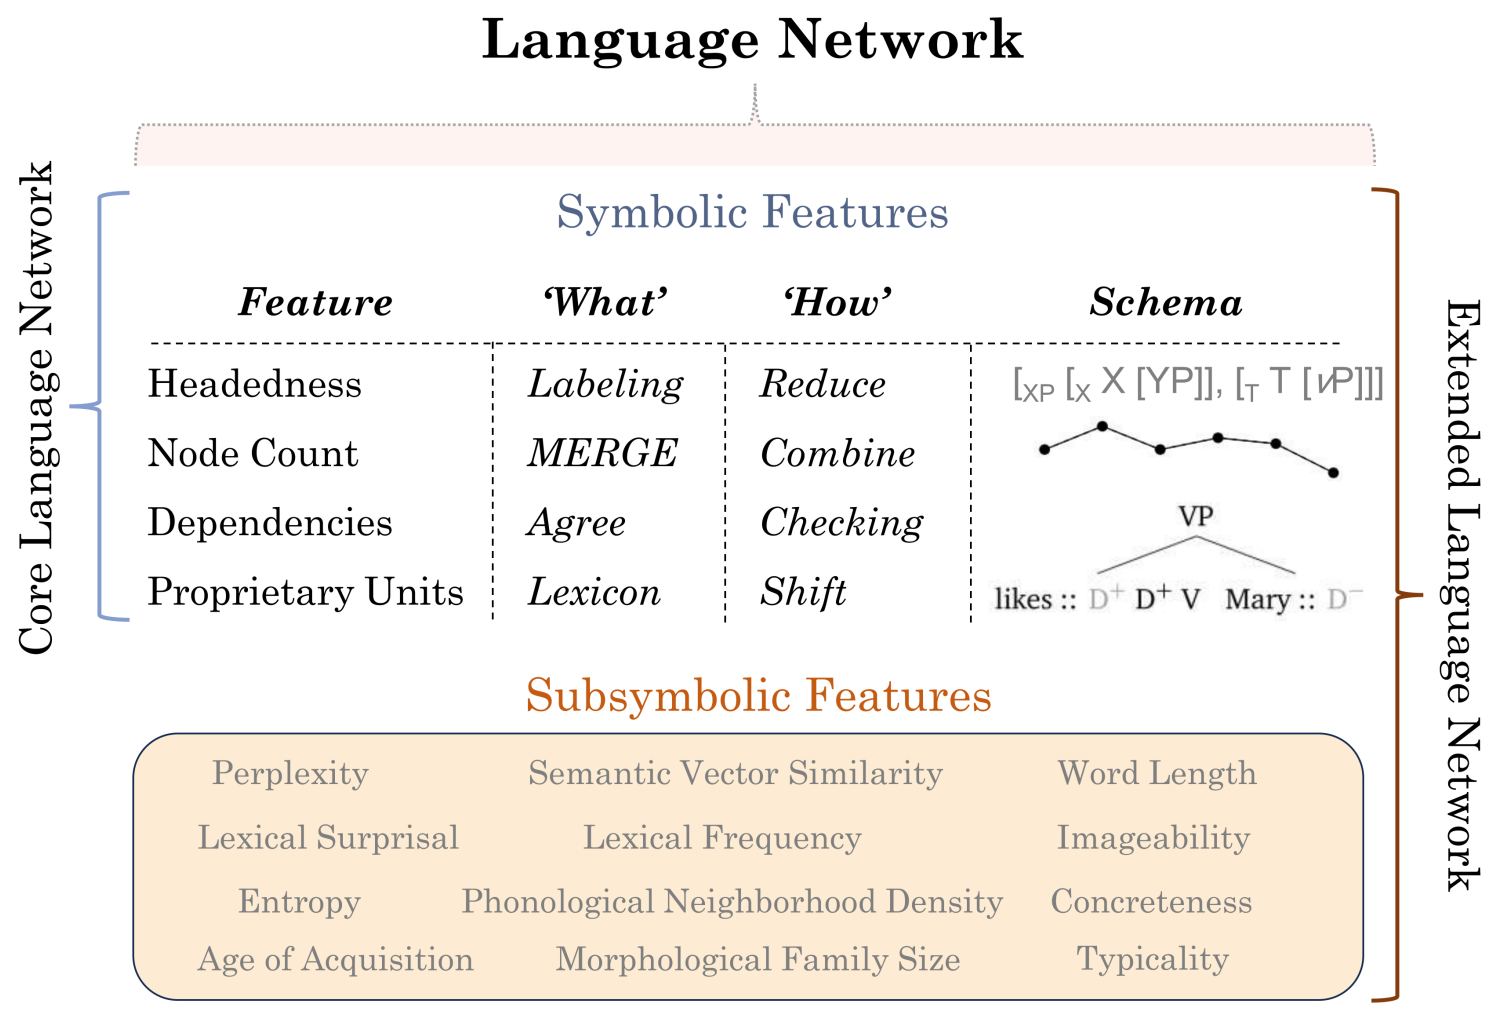 Language Network
Core Language Network
Symbolic Features
Feature ‘What’ ‘How’ Schema
Headedness Labeling Reduce [XP [X X [YP]], [T T [vP]]]
Node Count MERGE Combine
Dependencies Agree Checking
VP
Proprietary Units Lexicon Shift likes :: D+ D+ V Mary :: D−
Subsymbolic Features
Perplexity Semantic Vector Similarity Word Length
Lexical Surprisal Lexical Frequency Imageability
Entropy Phonological Neighborhood Density Concreteness
Age of Acquisition Morphological Family Size Typicality
Extended Language Network